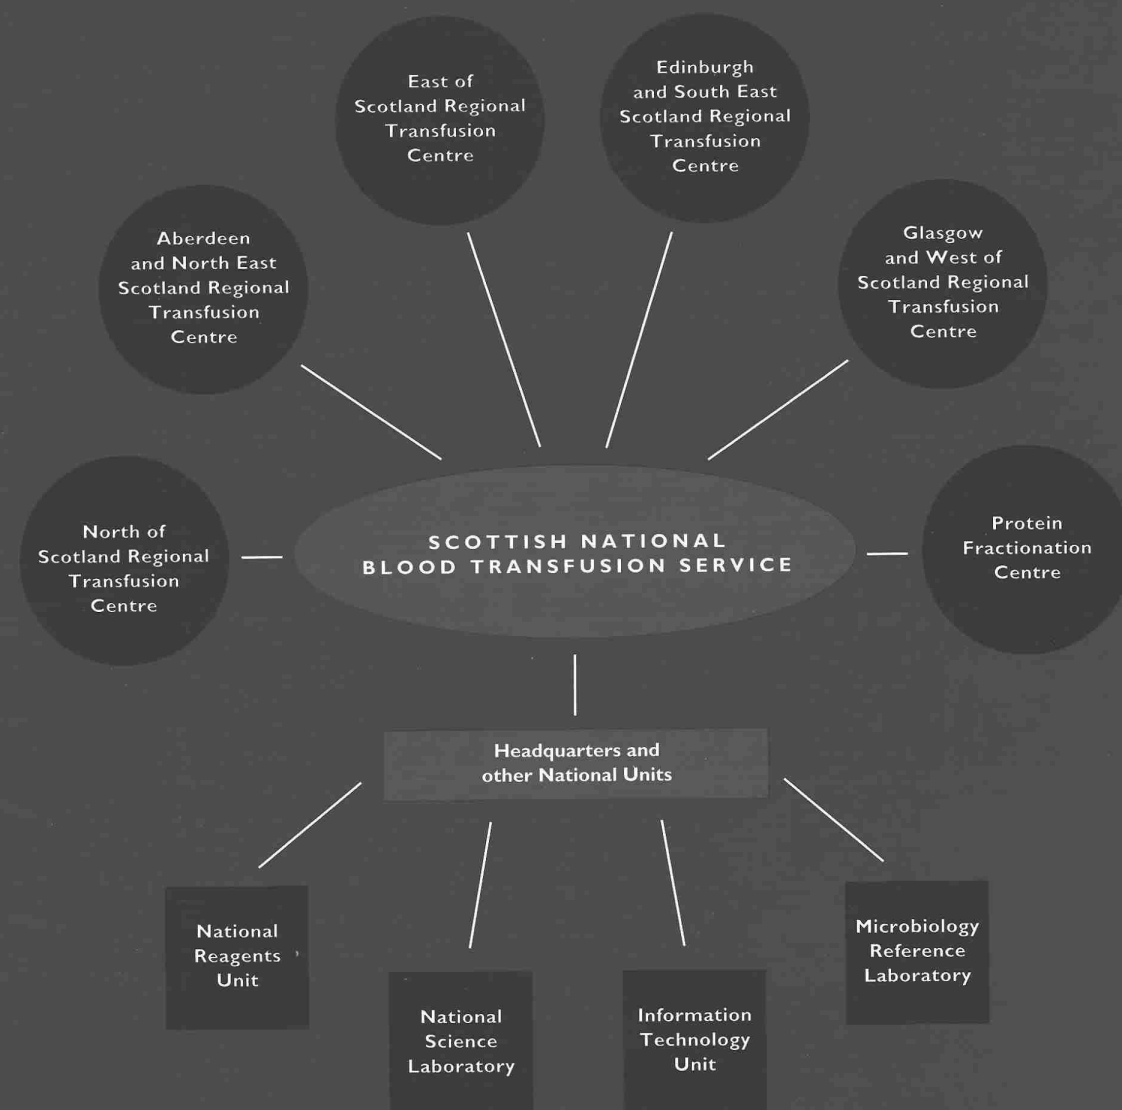 East of
Scotland Regional
Transfusion
Centre
Edinburgh
and South East
Scotland Regional
Transfusion
Centre
Aberdeen
and North East
Scotland Regional
Transfusion
Centre
Glasgow
and West of
Scotland Regional
Transfusion
Centre
North of
Scotland Regional
Transfusion
Centre
SCOTTISH NATIONAL
BLOOD TRANSFUSION SERVICE
Protein
Fractionation
Centre
Headquarters and
other National Units
National
Reagents
Unit
National
Science
Laboratory
Information
Technology
Unit
Microbiology
Reference
Laboratory